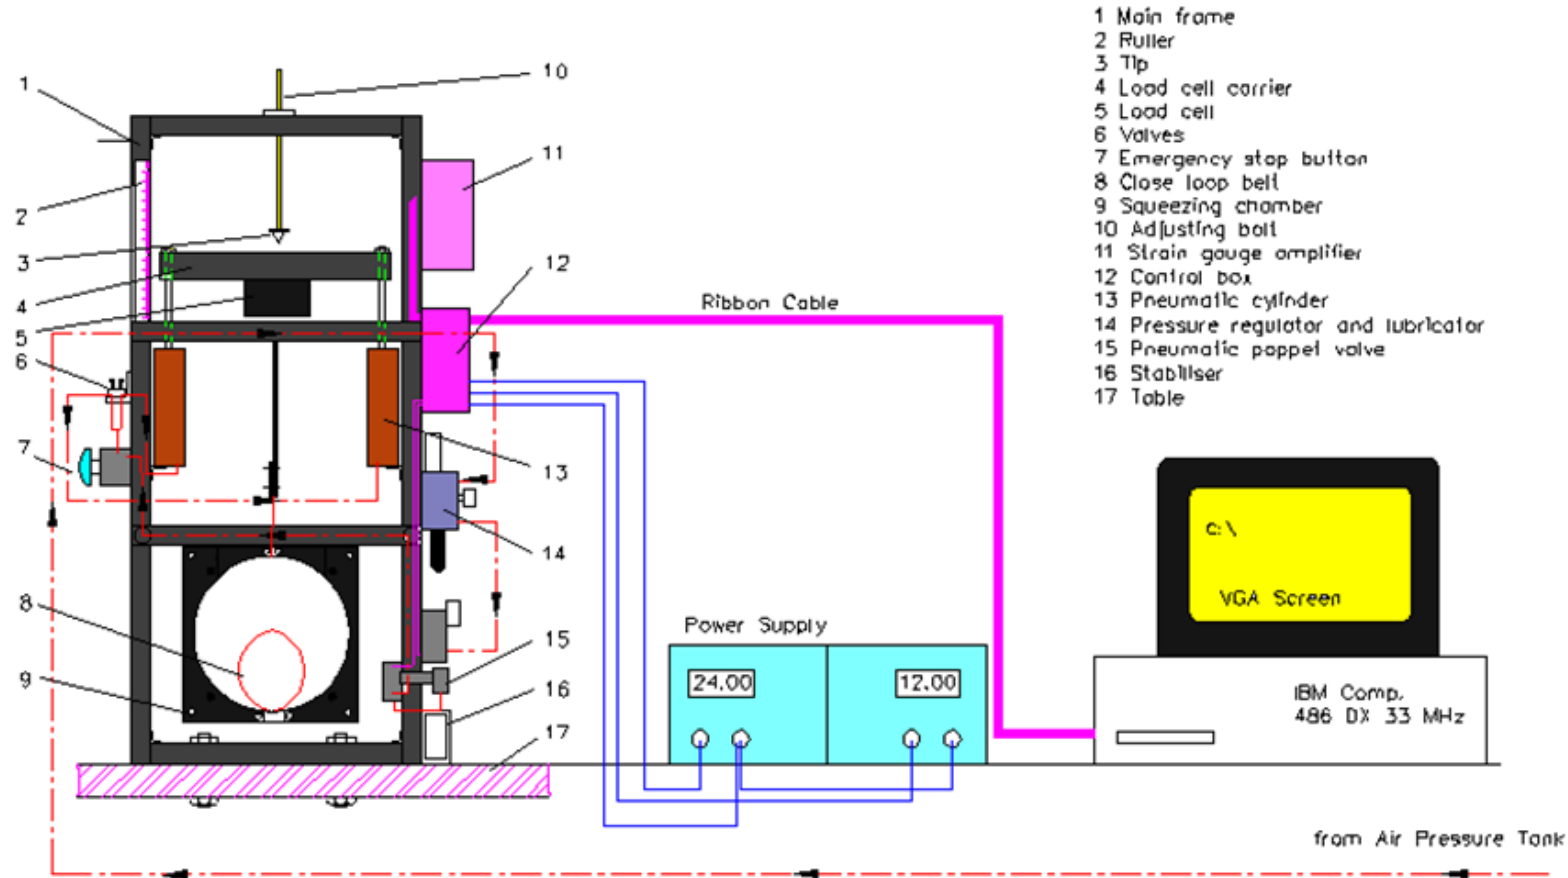 1 Main frame
2 Ruller
3 Tip
4 Load cell carrier
5 Load cell
6 Valves
7 Emergency stop button
8 Close loop belt
9 Squeezing chamber
10 Adjusting bolt
11 Strain gauge amplifier
12 Control box
13 Pneumatic cylinder
14 Pressure regulator and lubricator
15 Pneumatic poppet valve
16 Stabiliser
17 Table
1
2
3
4
5
6
7
8
9
10
11
12
13
14
15
16
17
Ribbon Cable
Power Supply
24.00
12.00
c:\
VGA Screen
IBM Comp.
486 DX 33 MHz
from Air Pressure Tank